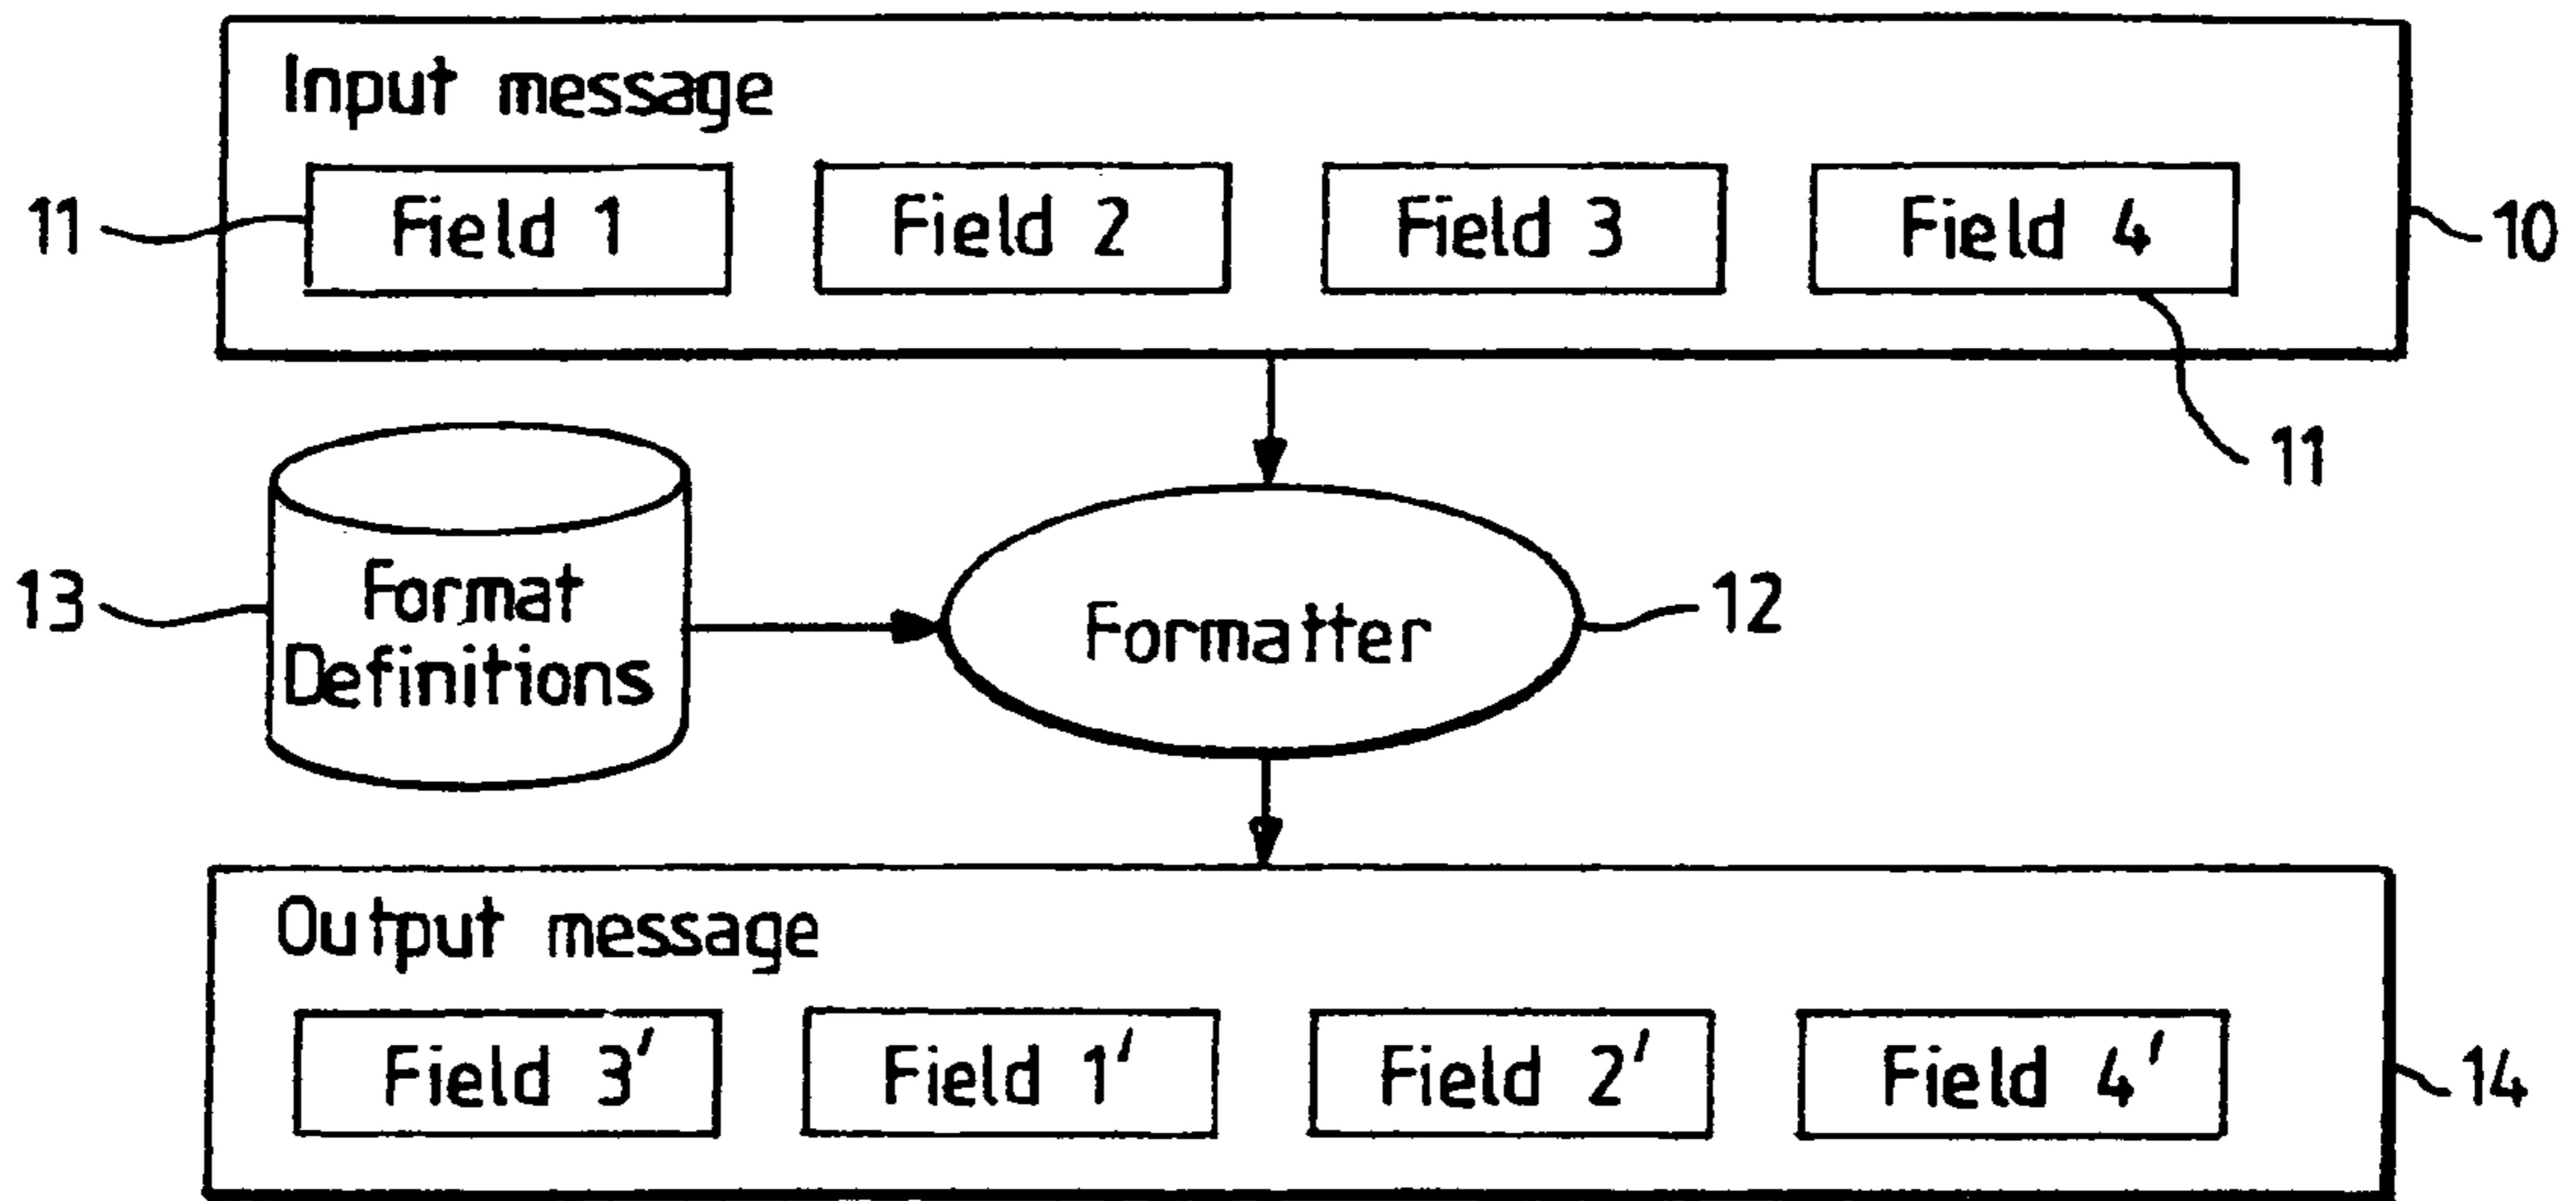 Input message
11
Field 1
Field 2
Field 3
Field 4
10
11
13
Format
Definitions
Formatter
12
Output message
Field 3′
Field 1′
Field 2′
Field 4′
14